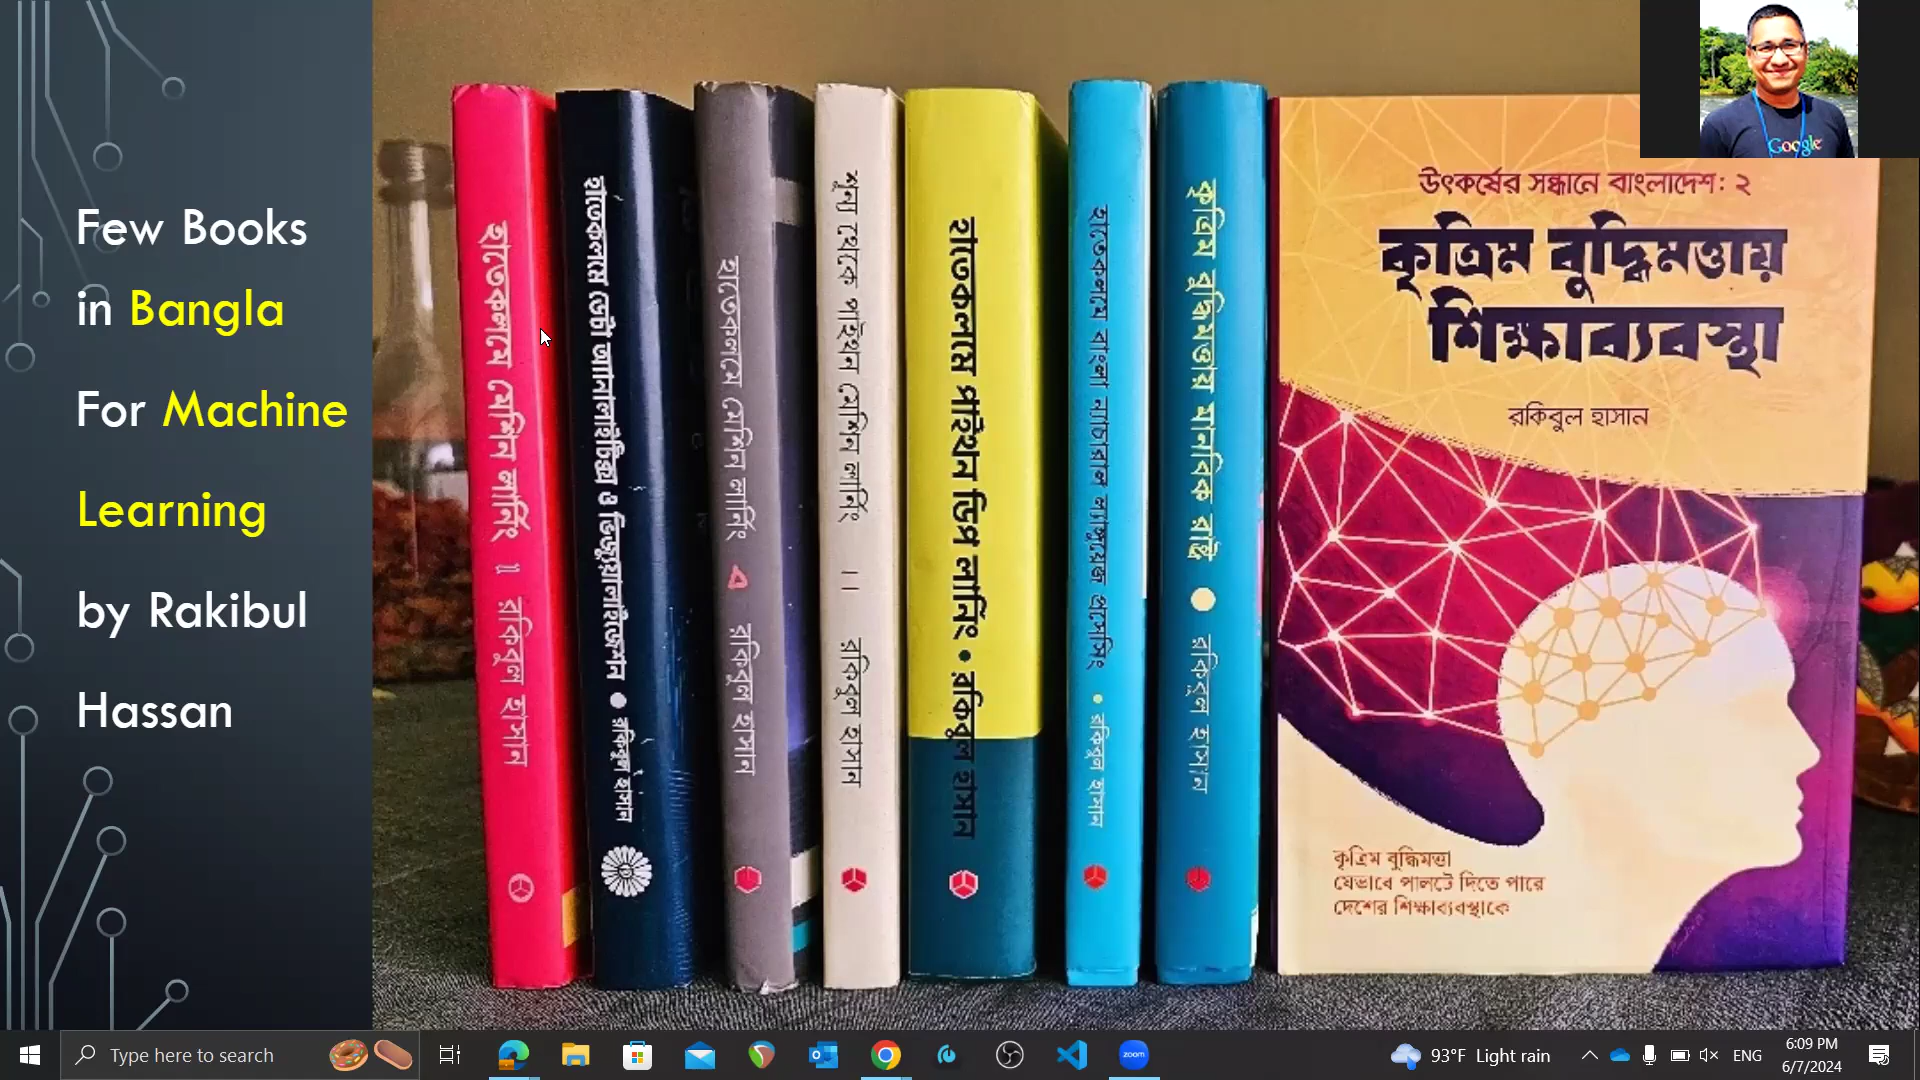 Few Books
in Bangla
For Machine
Learning
by Rakibul
Hassan
হাতেকলমে মেশিন লার্নিং ॥ রকিবুল হাসান
হাতেকলমে ডেটা অ্যানালাইটিক্স ও ভিজ্যুয়ালাইজেশন ● রকিবুল হাসান
হাতেকলমে মেশিন লার্নিং রকিবুল হাসান
শূন্য থেকে পাইথন মেশিন লার্নিং ।। রকিবুল হাসান
হাতেকলমে পাইথন ডিপ লার্নিং • রকিবুল হাসান
হাতেকলমে বাংলা ন্যাচারাল ল্যাঙ্গুয়েজ প্রসেসিং • রকিবুল হাসান
কৃত্রিম বুদ্ধিমত্তায় মানবিক রাষ্ট্র ● রকিবুল হাসান
উৎকর্ষের সন্ধানে বাংলাদেশ: ২
কৃত্রিম বুদ্ধিমত্তায়
শিক্ষাব্যবস্থা
রকিবুল হাসান
কৃত্রিম বুদ্ধিমত্তা
যেভাবে পালটে দিতে পারে
দেশের শিক্ষাব্যবস্থাকে
Google
Type here to search
zoom
93°F Light rain
ENG
6:09 PM
6/7/2024